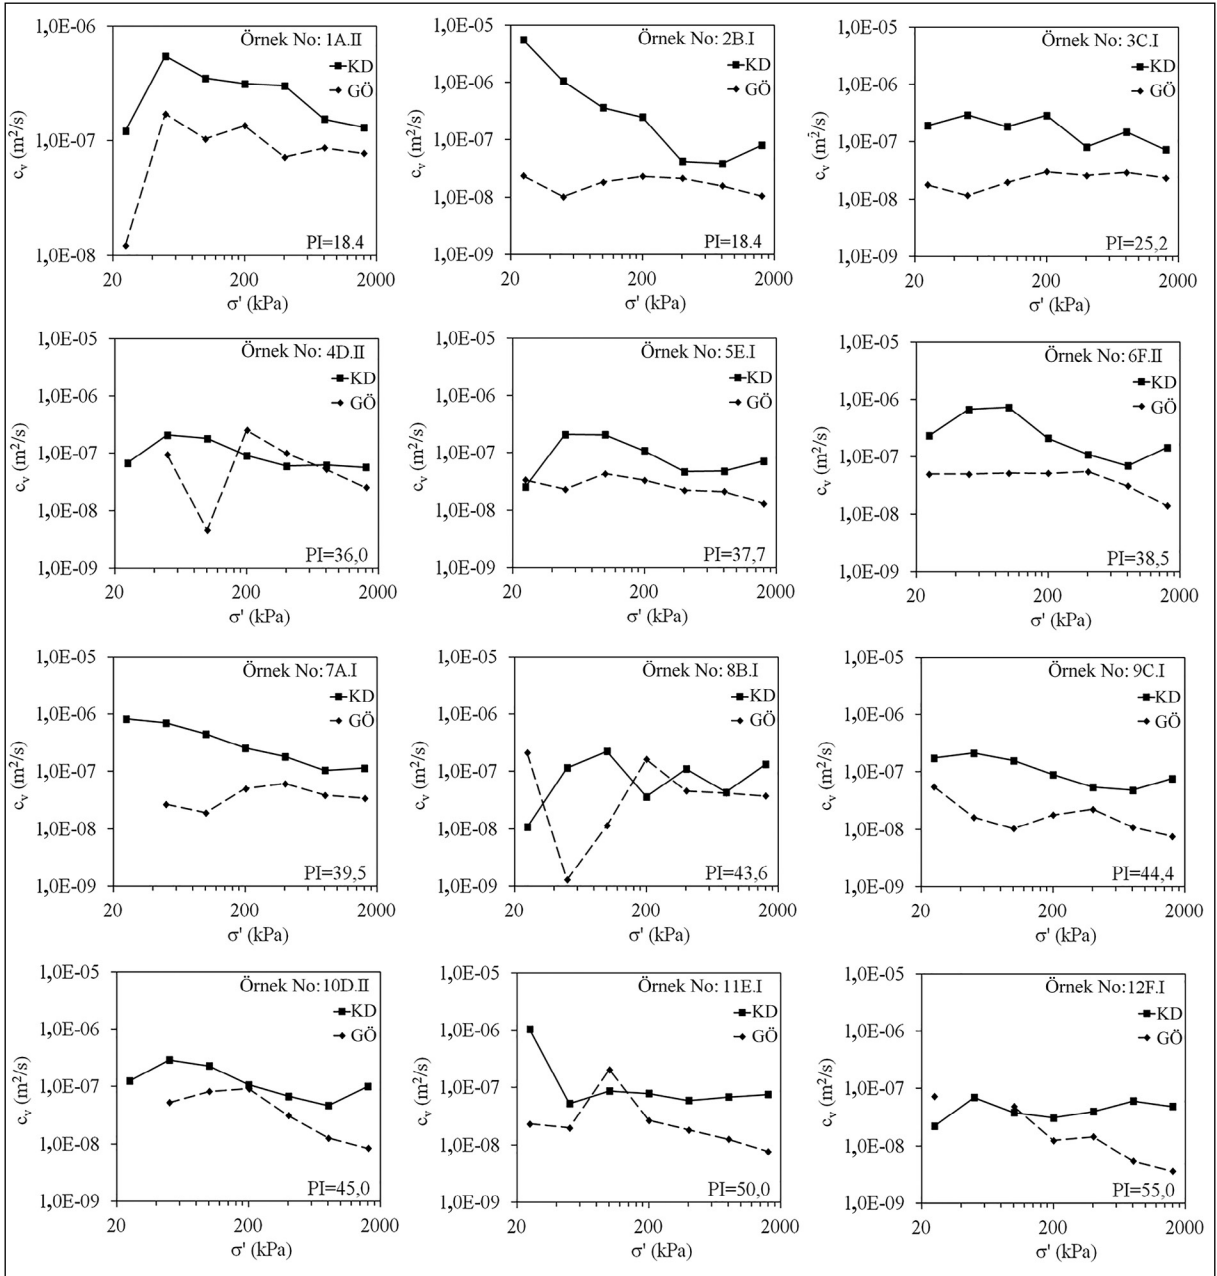 1,0E-06
Örnek No: 1A.II
KD
GÖ
1,0E-07
cv (m²/s)
PI=18.4
1,0E-08
20 200 2000
σ' (kPa)
1,0E-05
Örnek No: 2B.I
KD
GÖ
1,0E-06
1,0E-07
cv (m²/s)
1,0E-08
PI=18.4
1,0E-09
20 200 2000
σ' (kPa)
1,0E-05
Örnek No: 3C.I
KD
GÖ
1,0E-06
1,0E-07
cv (m²/s)
1,0E-08
PI=25,2
1,0E-09
20 200 2000
σ' (kPa)
1,0E-05
Örnek No: 4D.II
KD
GÖ
1,0E-06
1,0E-07
cv (m²/s)
1,0E-08
PI=36,0
1,0E-09
20 200 2000
σ' (kPa)
1,0E-05
Örnek No: 5E.I
KD
GÖ
1,0E-06
1,0E-07
cv (m²/s)
1,0E-08
PI=37,7
1,0E-09
20 200 2000
σ' (kPa)
1,0E-05
Örnek No: 6F.II
KD
GÖ
1,0E-06
1,0E-07
cv (m²/s)
1,0E-08
PI=38,5
1,0E-09
20 200 2000
σ' (kPa)
1,0E-05
Örnek No:7A.I
KD
GÖ
1,0E-06
1,0E-07
cv (m²/s)
1,0E-08
PI=39,5
1,0E-09
20 200 2000
σ' (kPa)
1,0E-05
Örnek No:8B.I
KD
GÖ
1,0E-06
1,0E-07
cv (m²/s)
1,0E-08
PI=43,6
1,0E-09
20 200 2000
σ' (kPa)
1,0E-05
Örnek No: 9C.I
KD
GÖ
1,0E-06
1,0E-07
cv (m²/s)
1,0E-08
PI=44,4
1,0E-09
20 200 2000
σ' (kPa)
1,0E-05
Örnek No:10D.II
KD
GÖ
1,0E-06
1,0E-07
cv (m²/s)
1,0E-08
PI=45,0
1,0E-09
20 200 2000
σ' (kPa)
1,0E-05
Örnek No: 11E.I
KD
GÖ
1,0E-06
1,0E-07
cv (m²/s)
1,0E-08
PI=50,0
1,0E-09
20 200 2000
σ' (kPa)
1,0E-05
Örnek No:12F.I
KD
GÖ
1,0E-06
1,0E-07
cv (m²/s)
1,0E-08
PI=55,0
1,0E-09
20 200 2000
σ' (kPa)